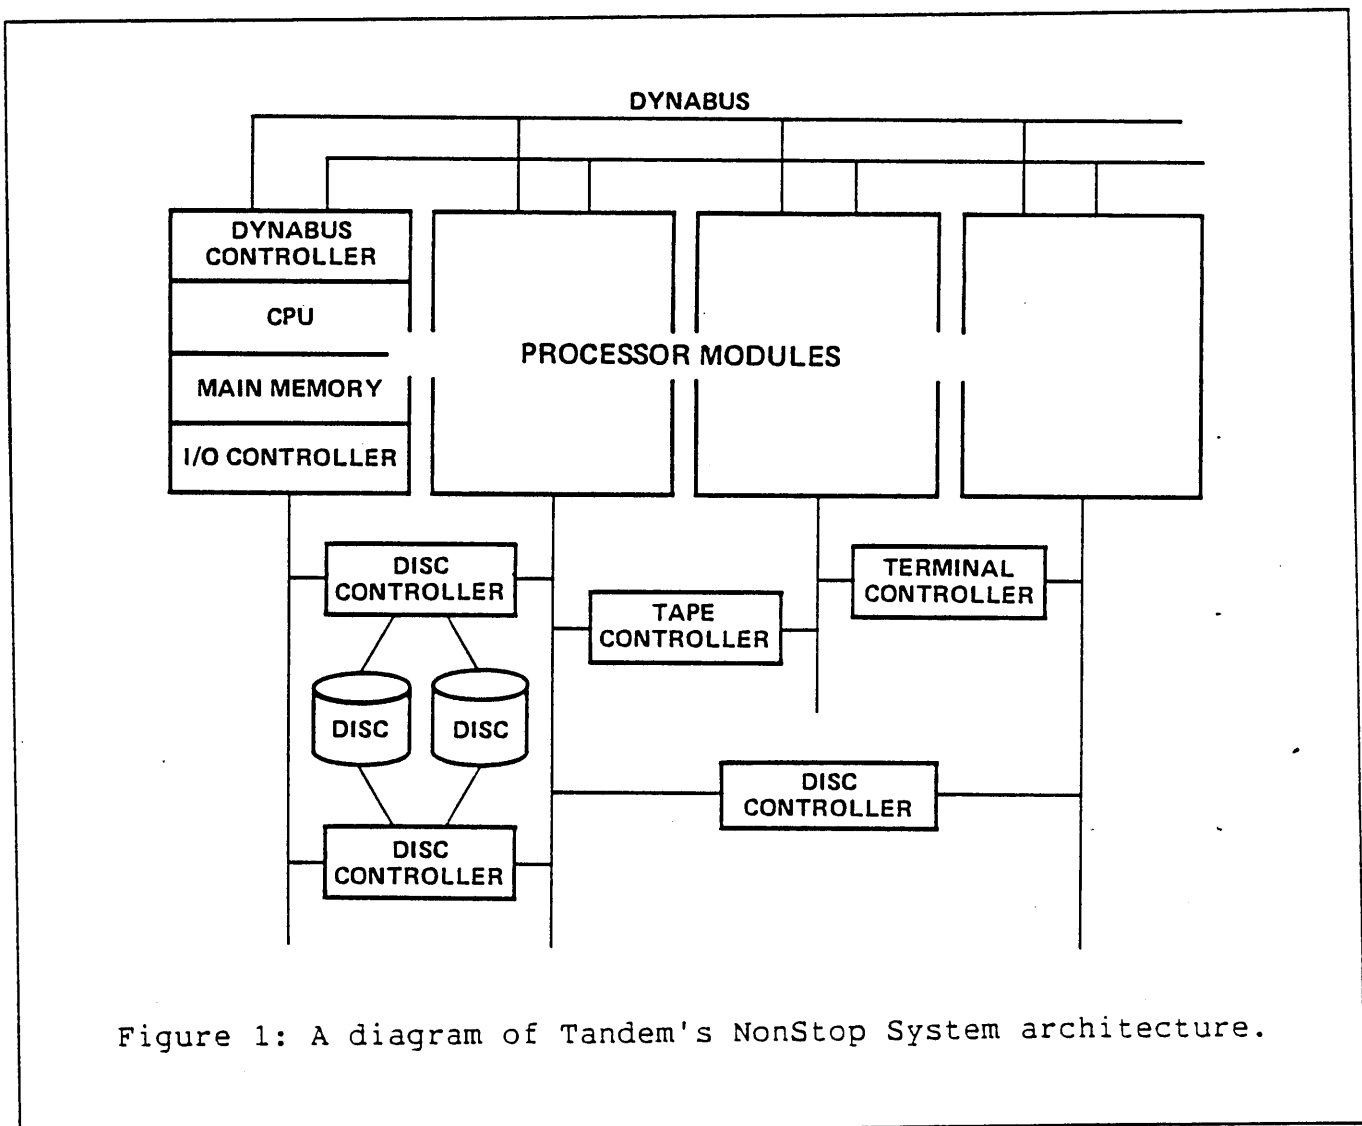 DYNABUS
DYNABUS
CONTROLLER
CPU
MAIN MEMORY
I/O CONTROLLER
PROCESSOR MODULES
DISC
CONTROLLER
TAPE
CONTROLLER
TERMINAL
CONTROLLER
DISC
DISC
DISC
CONTROLLER
DISC
CONTROLLER
Figure 1: A diagram of Tandem's NonStop System architecture.